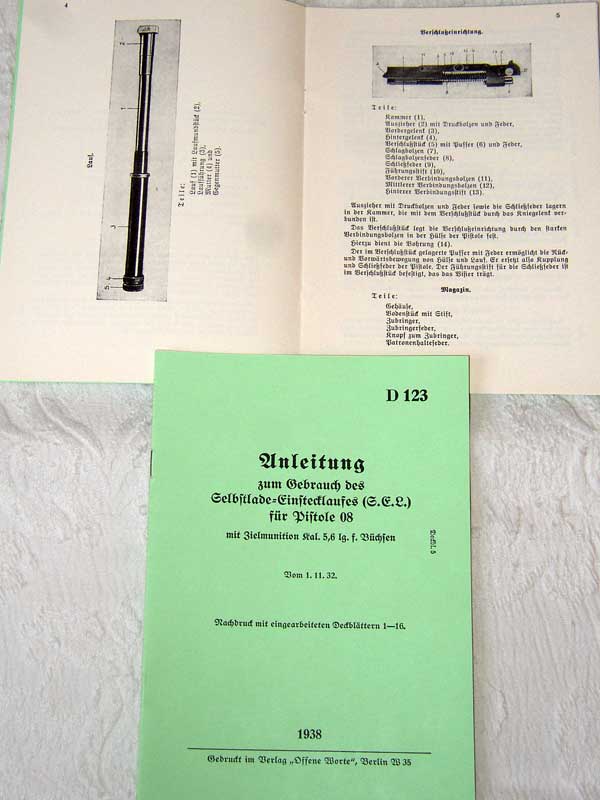 4
2
1
3
4
5
Lauf.
Teile:
Lauf (1) mit Laufmundstück (2),
Laufführung (3),
Mutter (4) und
Gegenmutter (5).
5
Verschlußeinrichtung.
Teile:
Kammer (1),
Auszieher (2) mit Druckbolzen und Feder,
Vordergelenk (3),
Hintergelenk (4),
Verschlußstück (5) mit Puffer (6) und Feder,
Schlagbolzen (7),
Schlagbolzenfeder (8),
Schließfeder (9),
Führungsstift (10),
Vorderer Verbindungsbolzen (11),
Mittlerer Verbindungsbolzen (12),
Hinterer Verbindungsstift (13).
Auszieher mit Druckbolzen und Feder sowie die Schließfeder lagern
in der Kammer, die mit dem Verschlußstück durch das Kniegelenk ver-
bunden ist.
Das Verschlußstück legt die Verschlußeinrichtung durch den starken
Verbindungsbolzen in der Hülse der Pistole fest.
Hierzu dient die Bohrung (14).
Der im Verschlußstück gelagerte Puffer mit Feder ermöglicht die Rück-
und Vorwärtsbewegung von Hülse und Lauf. Er ersetzt also Kupplung
und Schließfeder der Pistole. Der Führungsstift für die Schließfeder ist
im Verschlußstück befestigt, das das Visier trägt.
Magazin.
Teile:
Gehäuse,
Bodenstück mit Stift,
Zubringer,
Zubringerfeder,
Knopf zum Zubringer,
Patronenhaltefeder.
D 123
Anleitung
zum Gebrauch des
Selbstlade=Einstecklaufes (S.E.L.)
für Pistole 08
mit Zielmunition Kal. 5,6 lg. f. Büchsen
Deckbl. 5
Vom 1. 11. 32.
Nachdruck mit eingearbeiteten Deckblättern 1—16.
1938
Gedruckt im Verlag „Offene Worte“, Berlin W 35